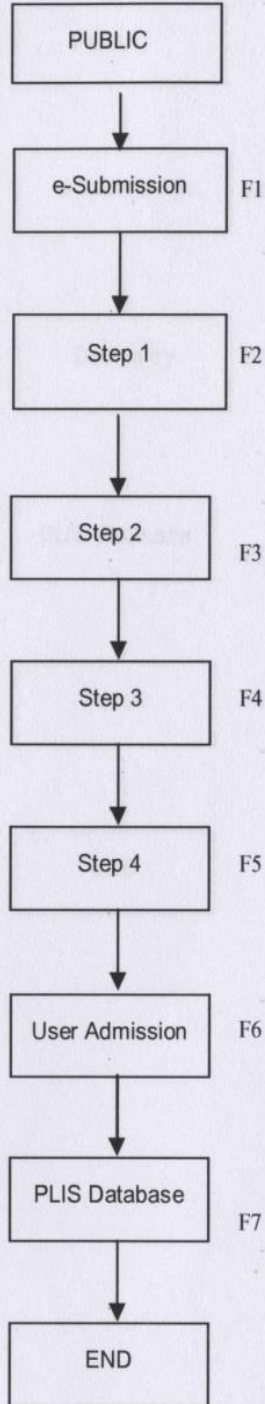 PUBLIC
e-Submission F1
Step 1 F2
Step 2 F3
Step 3 F4
Step 4 F5
User Admission F6
PLIS Database F7
END